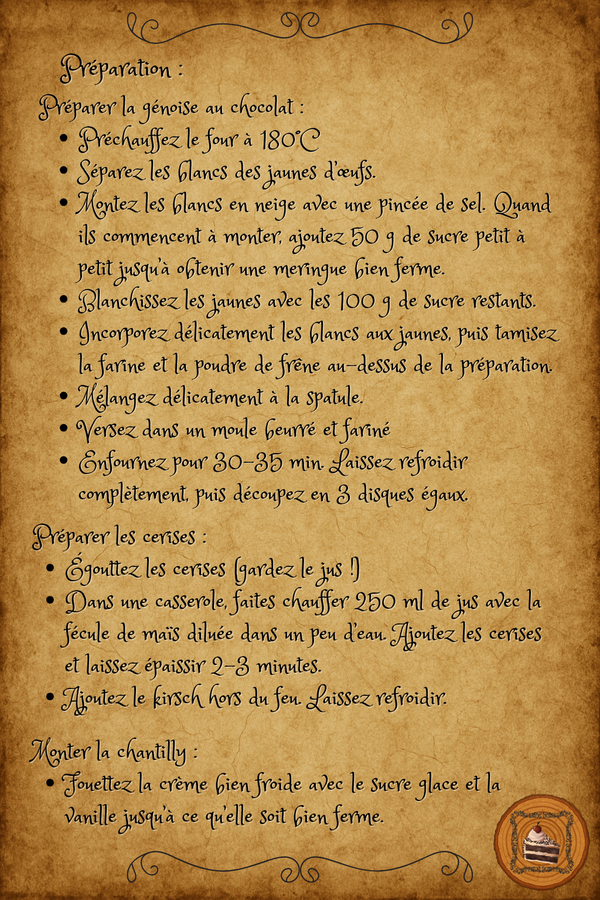 Préparation :
Préparer la génoise au chocolat :
• Préchauffez le four à 180°C
• Séparez les blancs des jaunes d'œufs.
• Montez les blancs en neige avec une pincée de sel. Quand
ils commencent à monter, ajoutez 50 g de sucre petit à
petit jusqu'à obtenir une meringue bien ferme.
• Blanchissez les jaunes avec les 100 g de sucre restants.
• Incorporez délicatement les blancs aux jaunes, puis tamisez
la farine et la poudre de frêne au-dessus de la préparation.
• Mélangez délicatement à la spatule.
• Versez dans un moule beurré et fariné
• Enfournez pour 30-35 min. Laissez refroidir
complètement, puis découpez en 3 disques égaux.
Préparer les cerises :
• Égouttez les cerises (gardez le jus !)
• Dans une casserole, faites chauffer 250 ml de jus avec la
fécule de maïs diluée dans un peu d'eau. Ajoutez les cerises
et laissez épaissir 2-3 minutes.
• Ajoutez le kirsch hors du feu. Laissez refroidir.
Monter la chantilly :
• Fouettez la crème bien froide avec le sucre glace et la
vanille jusqu'à ce qu'elle soit bien ferme.